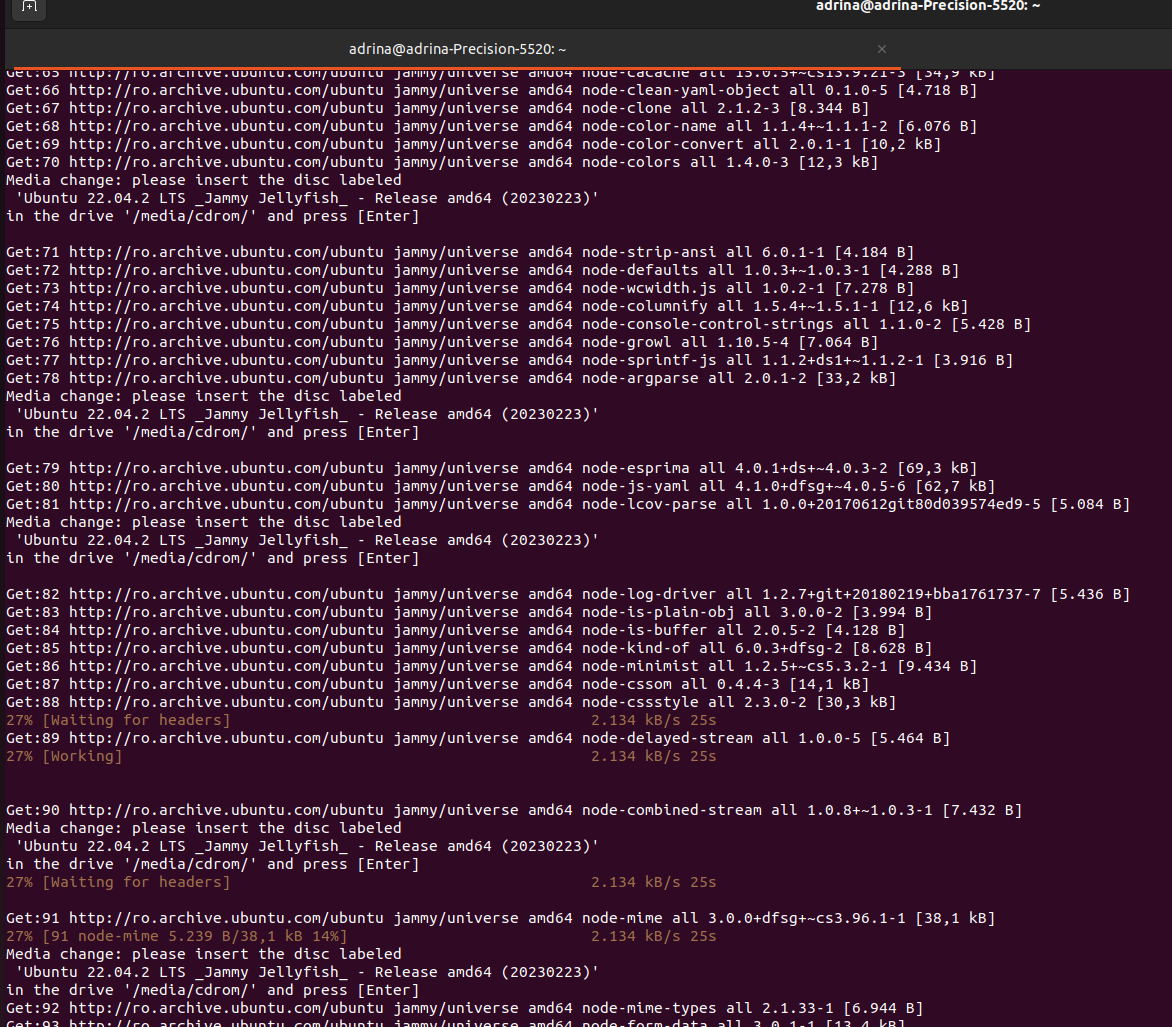 adrina@adrina-Precision-5520: ~
adrina@adrina-Precision-5520: ~
Get:65 http://ro.archive.ubuntu.com/ubuntu jammy/universe amd64 node-cacache all 15.0.5+~cs13.9.21-3 [34,9 kB]
Get:66 http://ro.archive.ubuntu.com/ubuntu jammy/universe amd64 node-clean-yaml-object all 0.1.0-5 [4.718 B]
Get:67 http://ro.archive.ubuntu.com/ubuntu jammy/universe amd64 node-clone all 2.1.2-3 [8.344 B]
Get:68 http://ro.archive.ubuntu.com/ubuntu jammy/universe amd64 node-color-name all 1.1.4+~1.1.1-2 [6.076 B]
Get:69 http://ro.archive.ubuntu.com/ubuntu jammy/universe amd64 node-color-convert all 2.0.1-1 [10,2 kB]
Get:70 http://ro.archive.ubuntu.com/ubuntu jammy/universe amd64 node-colors all 1.4.0-3 [12,3 kB]
Media change: please insert the disc labeled
'Ubuntu 22.04.2 LTS _Jammy Jellyfish_ - Release amd64 (20230223)'
in the drive '/media/cdrom/' and press [Enter]
Get:71 http://ro.archive.ubuntu.com/ubuntu jammy/universe amd64 node-strip-ansi all 6.0.1-1 [4.184 B]
Get:72 http://ro.archive.ubuntu.com/ubuntu jammy/universe amd64 node-defaults all 1.0.3+~1.0.3-1 [4.288 B]
Get:73 http://ro.archive.ubuntu.com/ubuntu jammy/universe amd64 node-wcwidth.js all 1.0.2-1 [7.278 B]
Get:74 http://ro.archive.ubuntu.com/ubuntu jammy/universe amd64 node-columnify all 1.5.4+~1.5.1-1 [12,6 kB]
Get:75 http://ro.archive.ubuntu.com/ubuntu jammy/universe amd64 node-console-control-strings all 1.1.0-2 [5.428 B]
Get:76 http://ro.archive.ubuntu.com/ubuntu jammy/universe amd64 node-growl all 1.10.5-4 [7.064 B]
Get:77 http://ro.archive.ubuntu.com/ubuntu jammy/universe amd64 node-sprintf-js all 1.1.2+ds1+~1.1.2-1 [3.916 B]
Get:78 http://ro.archive.ubuntu.com/ubuntu jammy/universe amd64 node-argparse all 2.0.1-2 [33,2 kB]
Media change: please insert the disc labeled
'Ubuntu 22.04.2 LTS _Jammy Jellyfish_ - Release amd64 (20230223)'
in the drive '/media/cdrom/' and press [Enter]
Get:79 http://ro.archive.ubuntu.com/ubuntu jammy/universe amd64 node-esprima all 4.0.1+ds+~4.0.3-2 [69,3 kB]
Get:80 http://ro.archive.ubuntu.com/ubuntu jammy/universe amd64 node-js-yaml all 4.1.0+dfsg+~4.0.5-6 [62,7 kB]
Get:81 http://ro.archive.ubuntu.com/ubuntu jammy/universe amd64 node-lcov-parse all 1.0.0+20170612git80d039574ed9-5 [5.084 B]
Media change: please insert the disc labeled
'Ubuntu 22.04.2 LTS _Jammy Jellyfish_ - Release amd64 (20230223)'
in the drive '/media/cdrom/' and press [Enter]
Get:82 http://ro.archive.ubuntu.com/ubuntu jammy/universe amd64 node-log-driver all 1.2.7+git+20180219+bba1761737-7 [5.436 B]
Get:83 http://ro.archive.ubuntu.com/ubuntu jammy/universe amd64 node-is-plain-obj all 3.0.0-2 [3.994 B]
Get:84 http://ro.archive.ubuntu.com/ubuntu jammy/universe amd64 node-is-buffer all 2.0.5-2 [4.128 B]
Get:85 http://ro.archive.ubuntu.com/ubuntu jammy/universe amd64 node-kind-of all 6.0.3+dfsg-2 [8.628 B]
Get:86 http://ro.archive.ubuntu.com/ubuntu jammy/universe amd64 node-minimist all 1.2.5+~cs5.3.2-1 [9.434 B]
Get:87 http://ro.archive.ubuntu.com/ubuntu jammy/universe amd64 node-cssom all 0.4.4-3 [14,1 kB]
Get:88 http://ro.archive.ubuntu.com/ubuntu jammy/universe amd64 node-cssstyle all 2.3.0-2 [30,3 kB]
27% [Waiting for headers] 2.134 kB/s 25s
Get:89 http://ro.archive.ubuntu.com/ubuntu jammy/universe amd64 node-delayed-stream all 1.0.0-5 [5.464 B]
27% [Working] 2.134 kB/s 25s
Get:90 http://ro.archive.ubuntu.com/ubuntu jammy/universe amd64 node-combined-stream all 1.0.8+~1.0.3-1 [7.432 B]
Media change: please insert the disc labeled
'Ubuntu 22.04.2 LTS _Jammy Jellyfish_ - Release amd64 (20230223)'
in the drive '/media/cdrom/' and press [Enter]
27% [Waiting for headers] 2.134 kB/s 25s
Get:91 http://ro.archive.ubuntu.com/ubuntu jammy/universe amd64 node-mime all 3.0.0+dfsg+~cs3.96.1-1 [38,1 kB]
27% [91 node-mime 5.239 B/38,1 kB 14%] 2.134 kB/s 25s
Media change: please insert the disc labeled
'Ubuntu 22.04.2 LTS _Jammy Jellyfish_ - Release amd64 (20230223)'
in the drive '/media/cdrom/' and press [Enter]
Get:92 http://ro.archive.ubuntu.com/ubuntu jammy/universe amd64 node-mime-types all 2.1.33-1 [6.944 B]
Get:93 http://ro.archive.ubuntu.com/ubuntu jammy/universe amd64 node-form-data all 3.0.1-1 [13,4 kB]